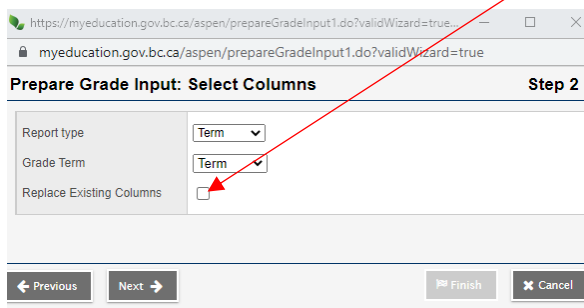 https://myeducation.gov.bc.ca/aspen/prepareGradeInput1.do?validWizard=true...
myeducation.gov.bc.ca/aspen/prepareGradeInput1.do?validWizard=true
Prepare Grade Input: Select Columns Step 2
Report type Term
Grade Term Term
Replace Existing Columns
Previous Next Finish Cancel